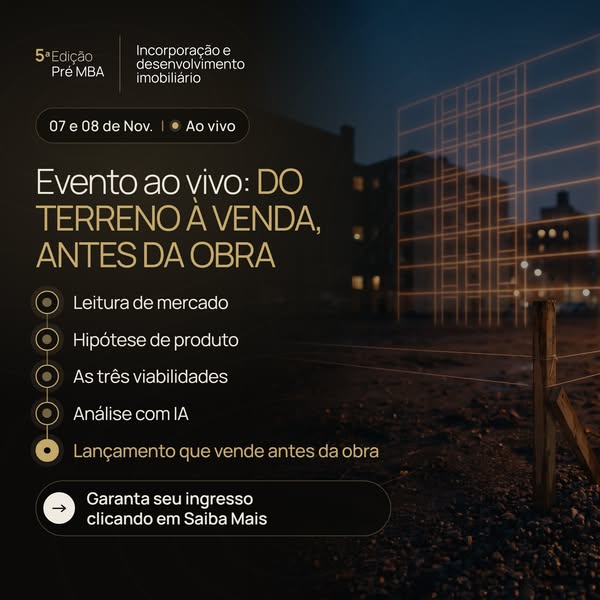 5ª Edição
Pré MBA
Incorporação e
desenvolvimento
imobiliário
07 e 08 de Nov. | Ao vivo
Evento ao vivo: DO
TERRENO À VENDA,
ANTES DA OBRA
Leitura de mercado
Hipótese de produto
As três viabilidades
Análise com IA
Lançamento que vende antes da obra
Garanta seu ingresso
clicando em Saiba Mais